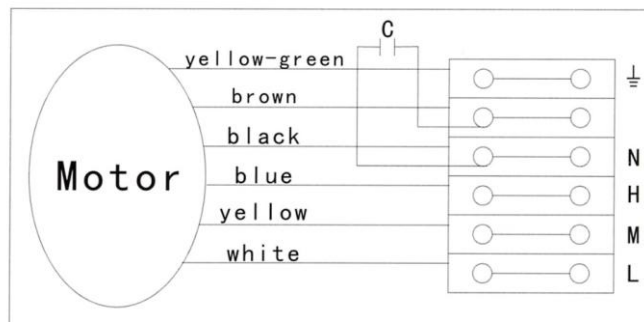 C
yellow-green
brown
black
N
Motor
blue
H
yellow
M
white
L